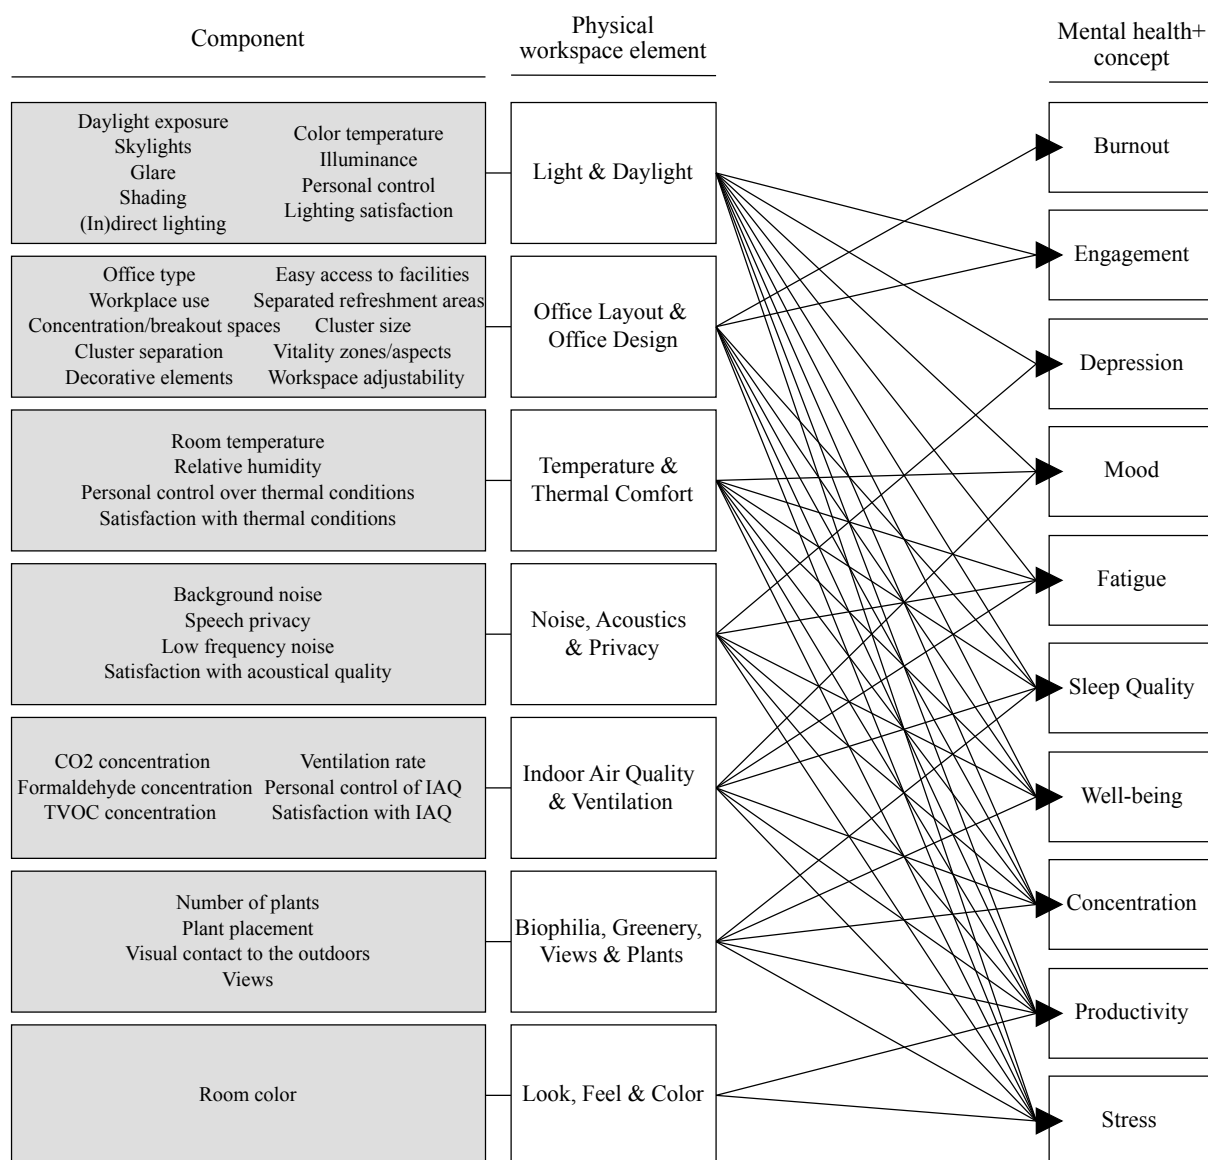 Component
Physical
workspace element
Mental health+
concept
Daylight exposure
Skylights
Glare
Shading
(In)direct lighting
Color temperature
Illuminance
Personal control
Lighting satisfaction
Light & Daylight
Office type
Workplace use
Concentration/breakout spaces
Cluster separation
Decorative elements
Easy access to facilities
Separated refreshment areas
Cluster size
Vitality zones/aspects
Workspace adjustability
Office Layout &
Office Design
Room temperature
Relative humidity
Personal control over thermal conditions
Satisfaction with thermal conditions
Temperature &
Thermal Comfort
Background noise
Speech privacy
Low frequency noise
Satisfaction with acoustical quality
Noise, Acoustics
& Privacy
CO2 concentration
Formaldehyde concentration
TVOC concentration
Ventilation rate
Personal control of IAQ
Satisfaction with IAQ
Indoor Air Quality
& Ventilation
Number of plants
Plant placement
Visual contact to the outdoors
Views
Biophilia, Greenery,
Views & Plants
Room color
Look, Feel & Color
Burnout
Engagement
Depression
Mood
Fatigue
Sleep Quality
Well-being
Concentration
Productivity
Stress